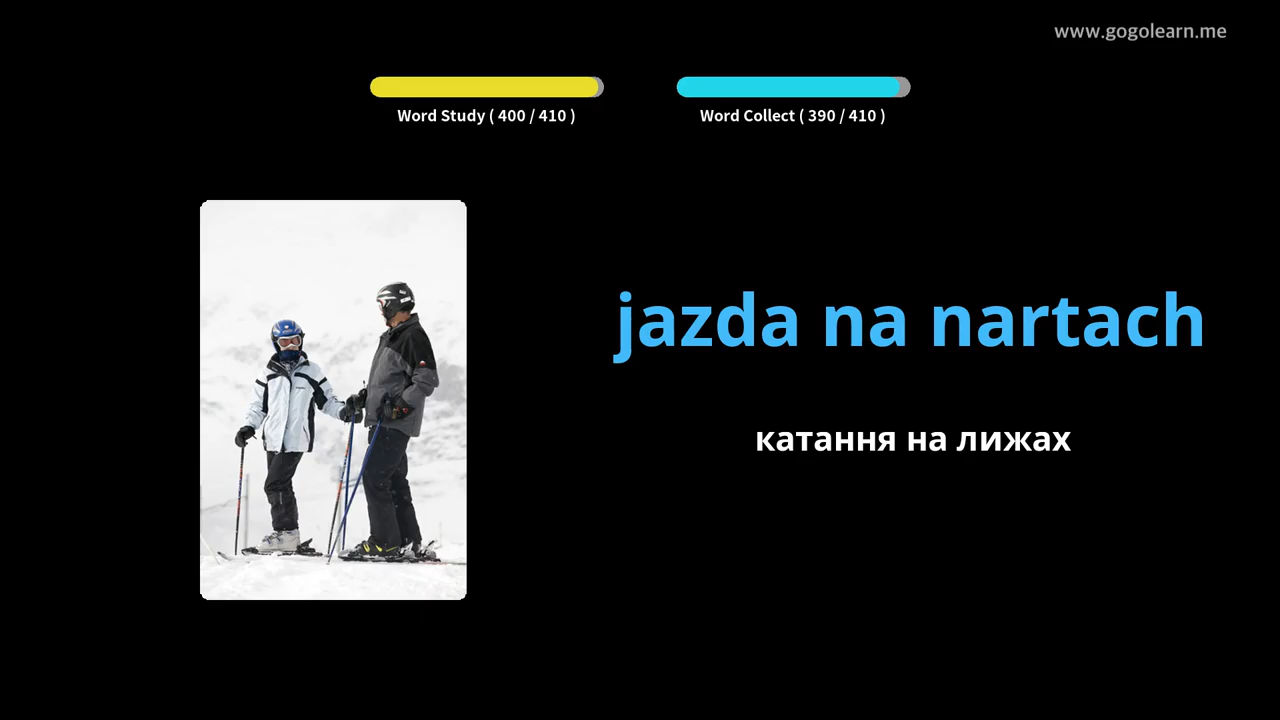 www.gogolearn.me
Word Study ( 400 / 410 )
Word Collect ( 390 / 410 )
jazda na nartach
катання на лижах